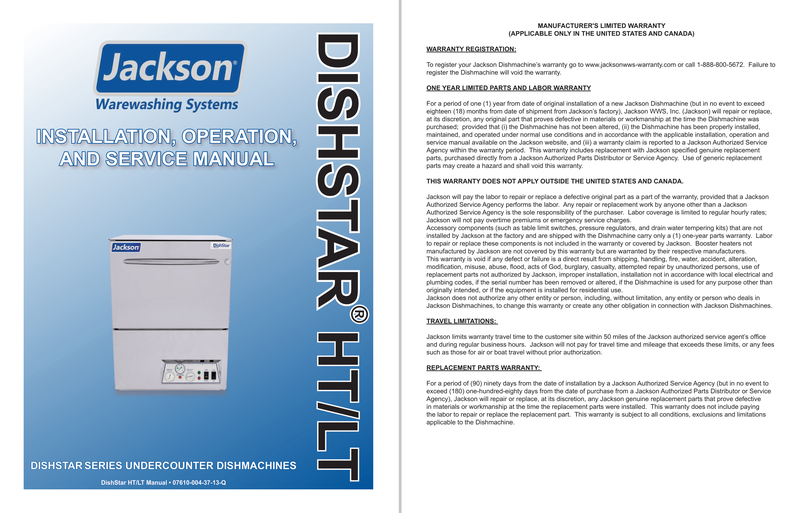 Jackson®
Warewashing Systems
INSTALLATION, OPERATION,
AND SERVICE MANUAL
DISHSTAR® HT/LT
Jackson
DishStar
DISHSTAR SERIES UNDERCOUNTER DISHMACHINES
DishStar HT/LT Manual • 07610-004-37-13-Q
MANUFACTURER'S LIMITED WARRANTY
(APPLICABLE ONLY IN THE UNITED STATES AND CANADA)
WARRANTY REGISTRATION:
To register your Jackson Dishmachine's warranty go to www.jacksonwws-warranty.com or call 1-888-800-5672. Failure to
register the Dishmachine will void the warranty.
ONE YEAR LIMITED PARTS AND LABOR WARRANTY
For a period of one (1) year from date of original installation of a new Jackson Dishmachine (but in no event to exceed
eighteen (18) months from date of shipment from Jackson's factory), Jackson WWS, Inc. (Jackson) will repair or replace,
at its discretion, any original part that proves defective in materials or workmanship at the time the Dishmachine was
purchased; provided that (i) the Dishmachine has not been altered, (ii) the Dishmachine has been properly installed,
maintained, and operated under normal use conditions and in accordance with the applicable installation, operation and
service manual available on the Jackson website, and (iii) a warranty claim is reported to a Jackson Authorized Service
Agency within the warranty period. This warranty includes replacement with Jackson specified genuine replacement
parts, purchased directly from a Jackson Authorized Parts Distributor or Service Agency. Use of generic replacement
parts may create a hazard and shall void this warranty.
THIS WARRANTY DOES NOT APPLY OUTSIDE THE UNITED STATES AND CANADA.
Jackson will pay the labor to repair or replace a defective original part as a part of the warranty, provided that a Jackson
Authorized Service Agency performs the labor. Any repair or replacement work by anyone other than a Jackson
Authorized Service Agency is the sole responsibility of the purchaser. Labor coverage is limited to regular hourly rates;
Jackson will not pay overtime premiums or emergency service charges.
Accessory components (such as table limit switches, pressure regulators, and drain water tempering kits) that are not
installed by Jackson at the factory and are shipped with the Dishmachine carry only a (1) one-year parts warranty. Labor
to repair or replace these components is not included in the warranty or covered by Jackson. Booster heaters not
manufactured by Jackson are not covered by this warranty but are warranted by their respective manufacturers.
This warranty is void if any defect or failure is a direct result from shipping, handling, fire, water, accident, alteration,
modification, misuse, abuse, flood, acts of God, burglary, casualty, attempted repair by unauthorized persons, use of
replacement parts not authorized by Jackson, improper installation, installation not in accordance with local electrical and
plumbing codes, if the serial number has been removed or altered, if the Dishmachine is used for any purpose other than
originally intended, or if the equipment is installed for residential use.
Jackson does not authorize any other entity or person, including, without limitation, any entity or person who deals in
Jackson Dishmachines, to change this warranty or create any other obligation in connection with Jackson Dishmachines.
TRAVEL LIMITATIONS:
Jackson limits warranty travel time to the customer site within 50 miles of the Jackson authorized service agent's office
and during regular business hours. Jackson will not pay for travel time and mileage that exceeds these limits, or any fees
such as those for air or boat travel without prior authorization.
REPLACEMENT PARTS WARRANTY:
For a period of (90) ninety days from the date of installation by a Jackson Authorized Service Agency (but in no event to
exceed (180) one-hundred-eighty days from the date of purchase from a Jackson Authorized Parts Distributor or Service
Agency), Jackson will repair or replace, at its discretion, any Jackson genuine replacement parts that prove defective
in materials or workmanship at the time the replacement parts were installed. This warranty does not include paying
the labor to repair or replace the replacement part. This warranty is subject to all conditions, exclusions and limitations
applicable to the Dishmachine.